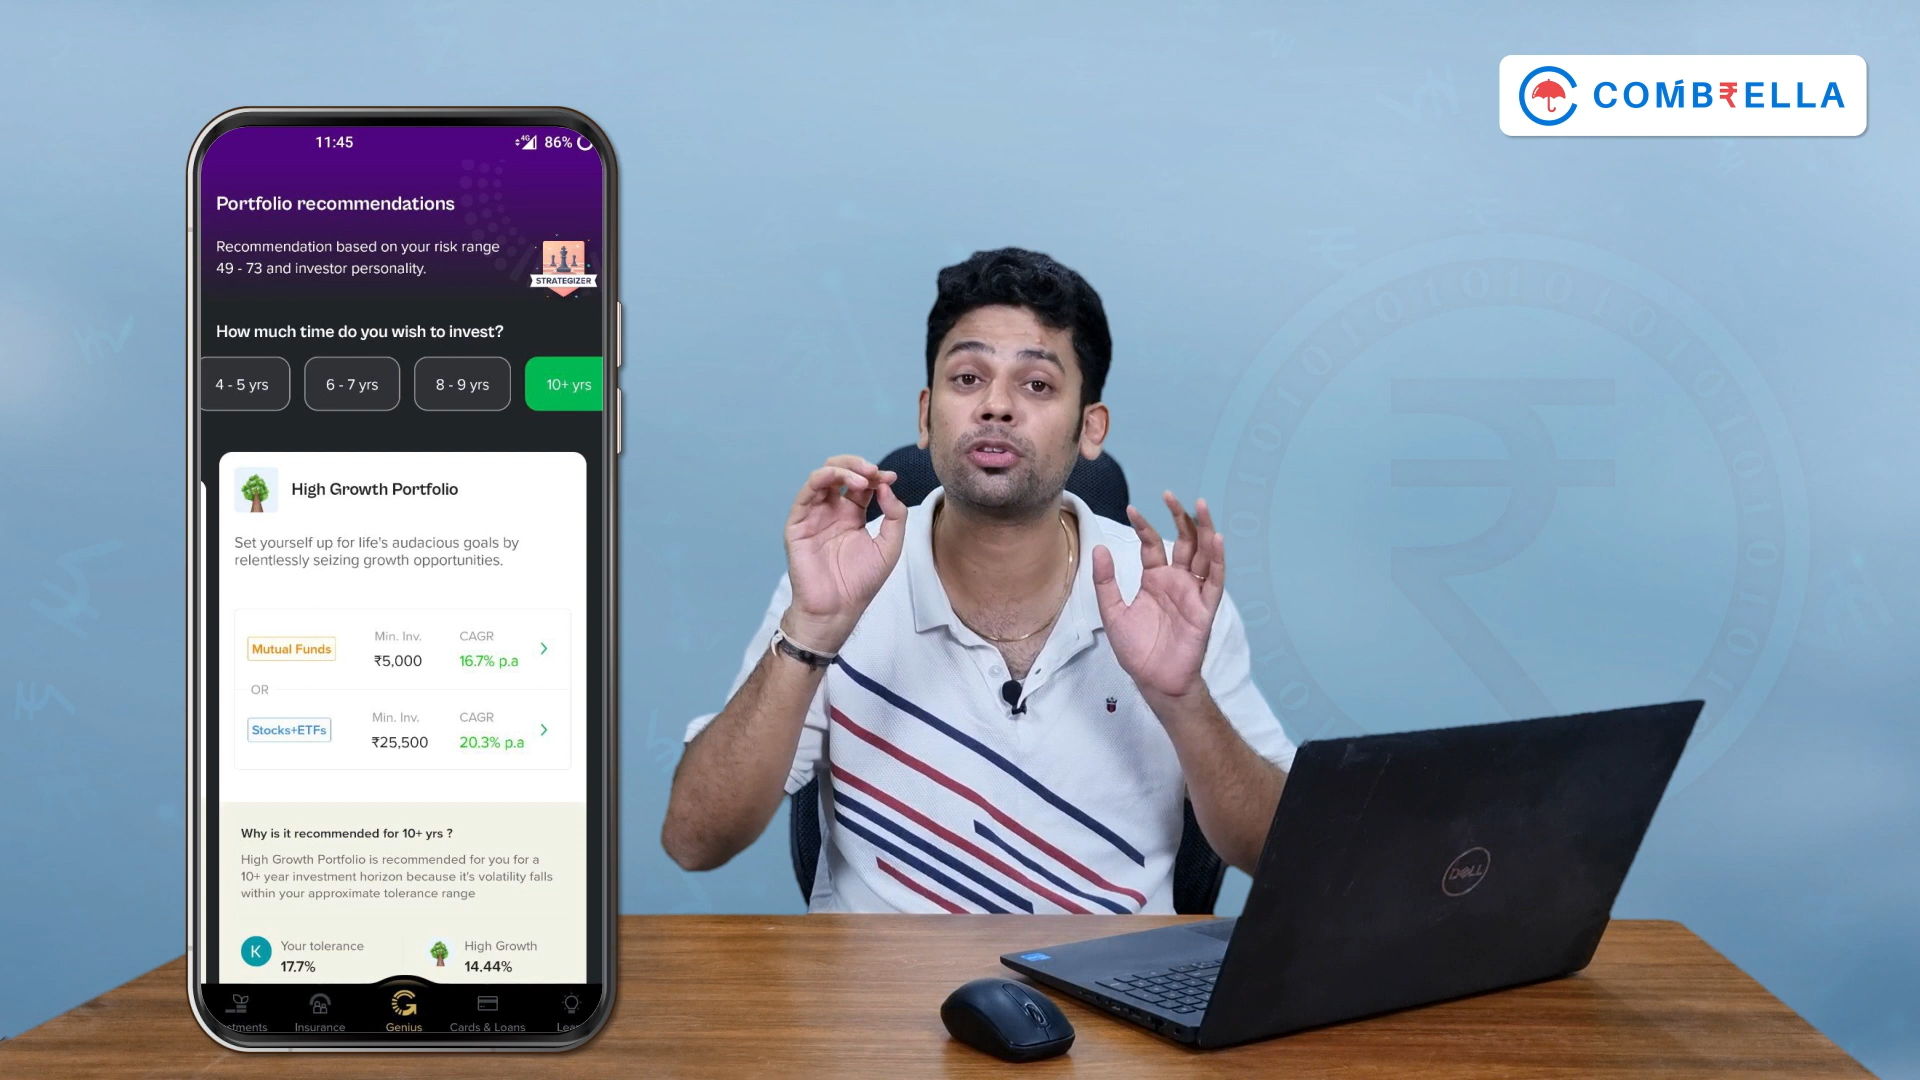 COMBRELLA
11:45
4G 86%
Portfolio recommendations
Recommendation based on your risk range
49 - 73 and investor personality.
STRATEGIZER
How much time do you wish to invest?
4 - 5 yrs 6 - 7 yrs 8 - 9 yrs 10+ yrs
High Growth Portfolio
Set yourself up for life's audacious goals by
relentlessly seizing growth opportunities.
Mutual Funds Min. Inv. CAGR
₹5,000 16.7% p.a
OR
Stocks+ETFs Min. Inv. CAGR
₹25,500 20.3% p.a
Why is it recommended for 10+ yrs ?
High Growth Portfolio is recommended for you for a
10+ year investment horizon because it's volatility falls
within your approximate tolerance range
K Your tolerance High Growth
17.7% 14.44%
stments Insurance Genius Cards & Loans Lea
DELL